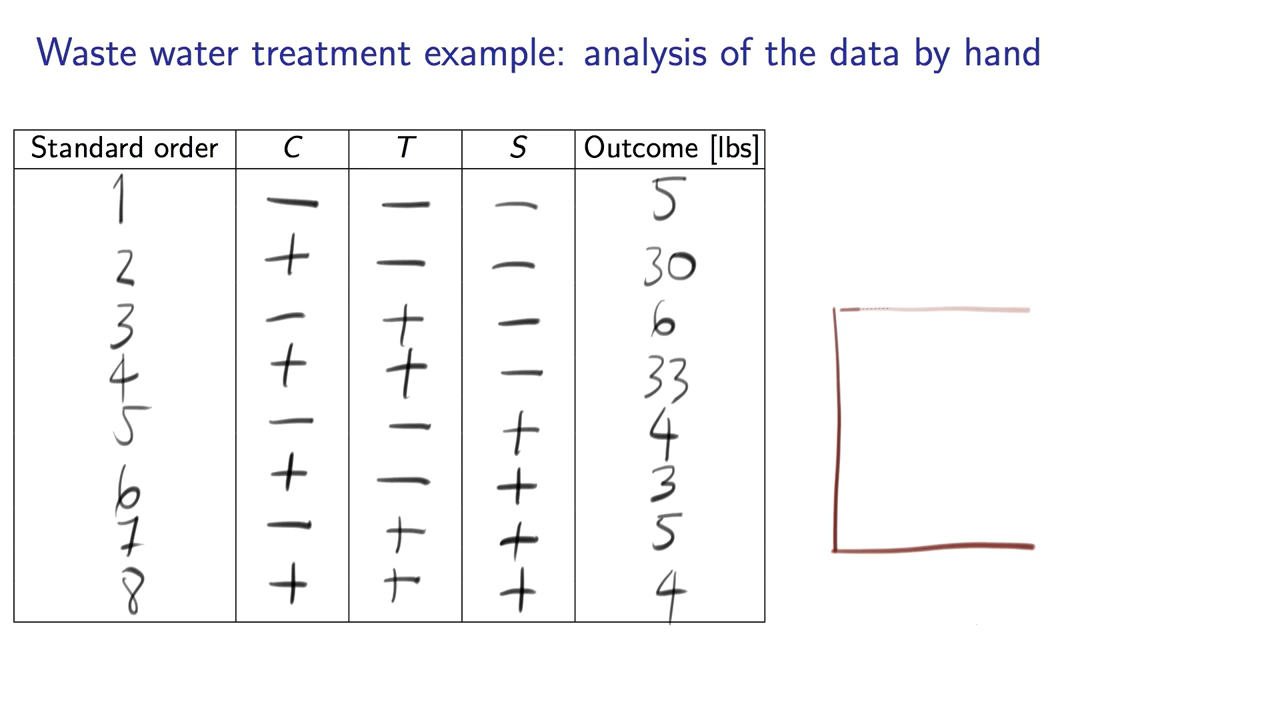 Waste water treatment example: analysis of the data by hand
Standard order C T S Outcome [lbs]
1 − − − 5
2 + − − 30
3 − + − 6
4 + + − 33
5 − − + 4
6 + − + 3
7 − + + 5
8 + + + 4